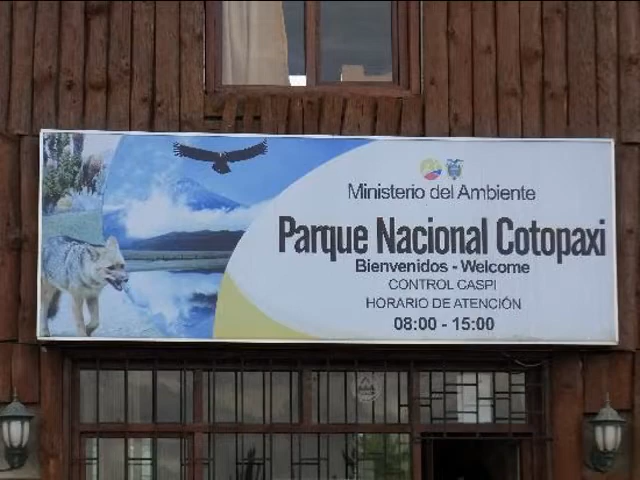 Ministerio del Ambiente
Parque Nacional Cotopaxi
Bienvenidos - Welcome
CONTROL CASPI
HORARIO DE ATENCIÓN
08:00 - 15:00